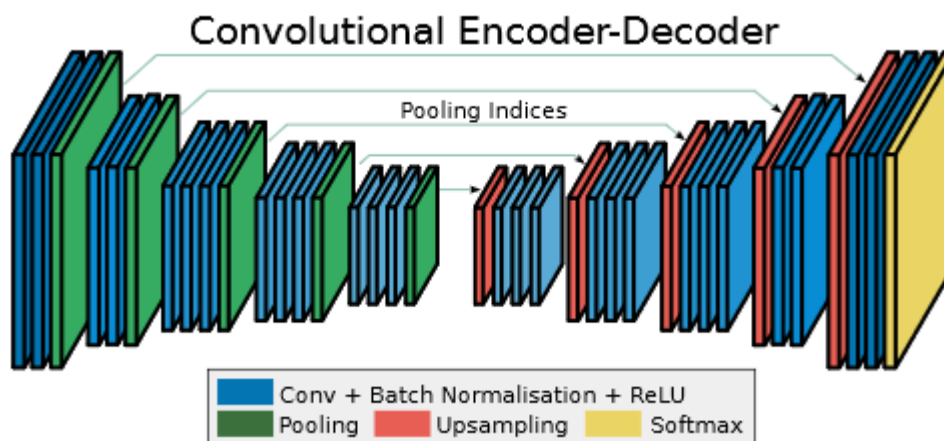 Convolutional Encoder-Decoder
Pooling Indices
Conv + Batch Normalisation + ReLU
Pooling Upsampling Softmax